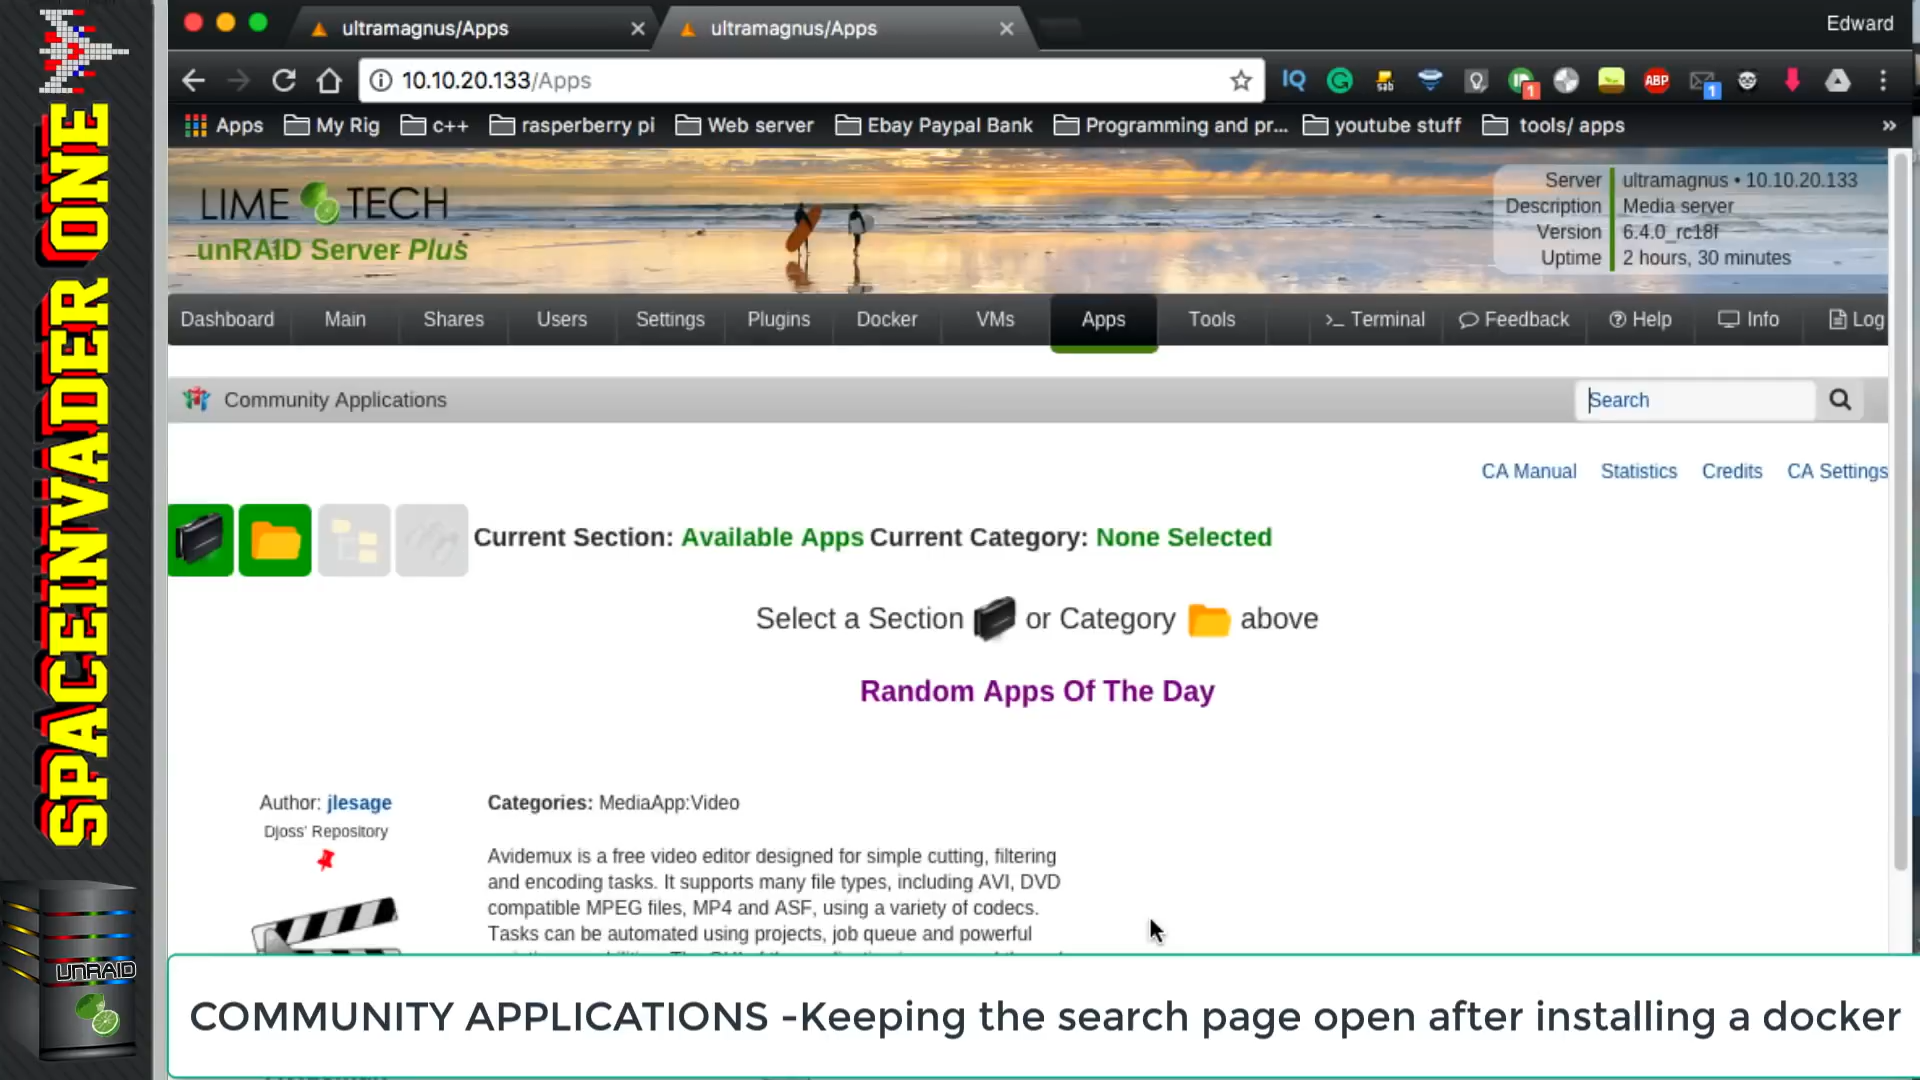 SPACEINVADER ONE
UNRAID
ultramagnus/Apps
ultramagnus/Apps
Edward
10.10.20.133/Apps
IQ
sab
1
ABP
1
Apps
My Rig
c++
rasperberry pi
Web server
Ebay Paypal Bank
Programming and pr...
youtube stuff
tools/ apps
»
LIME TECH
unRAID Server Plus
Server ultramagnus • 10.10.20.133
Description Media server
Version 6.4.0_rc18f
Uptime 2 hours, 30 minutes
Dashboard
Main
Shares
Users
Settings
Plugins
Docker
VMs
Apps
Tools
>_ Terminal
Feedback
Help
Info
Log
Community Applications
Search
CA Manual
Statistics
Credits
CA Settings
Current Section: Available Apps Current Category: None Selected
Select a Section or Category above
Random Apps Of The Day
Author: jlesage
Djoss' Repository
Categories: MediaApp:Video
Avidemux is a free video editor designed for simple cutting, filtering
and encoding tasks. It supports many file types, including AVI, DVD
compatible MPEG files, MP4 and ASF, using a variety of codecs.
Tasks can be automated using projects, job queue and powerful
COMMUNITY APPLICATIONS -Keeping the search page open after installing a docker